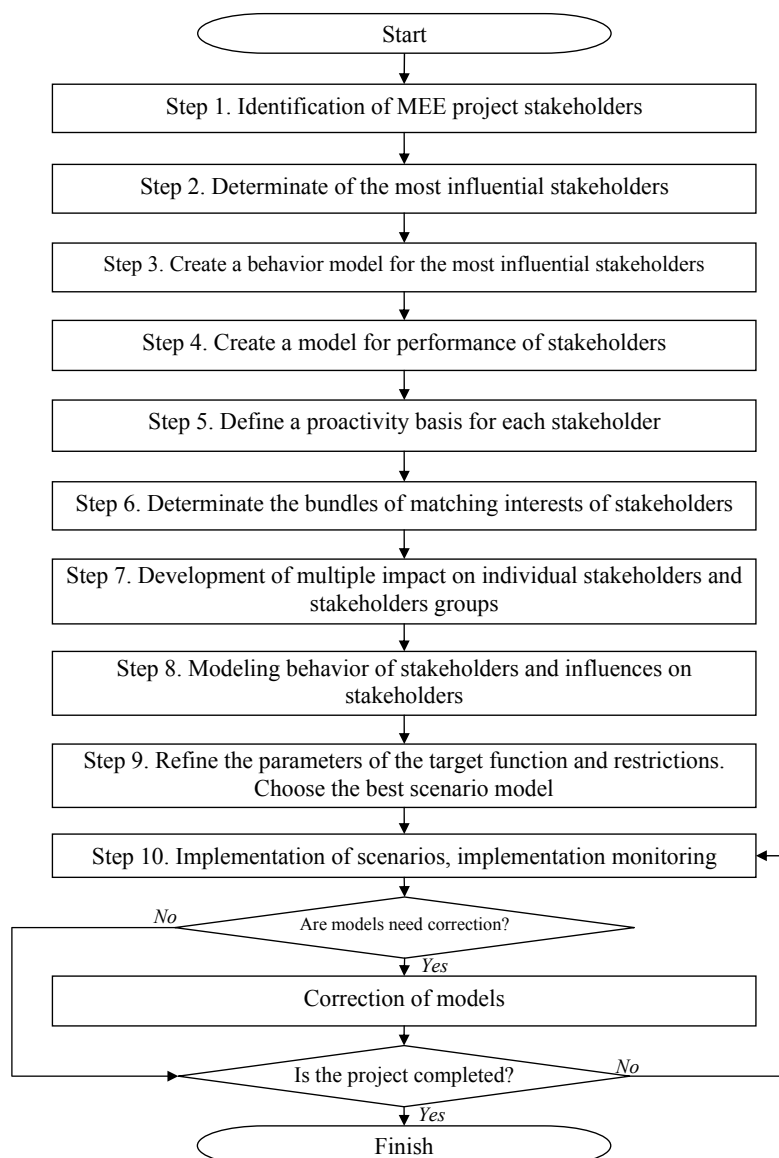 Start
Step 1. Identification of MEE project stakeholders
Step 2. Determinate of the most influential stakeholders
Step 3. Create a behavior model for the most influential stakeholders
Step 4. Create a model for performance of stakeholders
Step 5. Define a proactivity basis for each stakeholder
Step 6. Determinate the bundles of matching interests of stakeholders
Step 7. Development of multiple impact on individual stakeholders and
stakeholders groups
Step 8. Modeling behavior of stakeholders and influences on
stakeholders
Step 9. Refine the parameters of the target function and restrictions.
Choose the best scenario model
Step 10. Implementation of scenarios, implementation monitoring
No
Are models need correction?
Yes
Correction of models
Is the project completed?
No
Yes
Finish